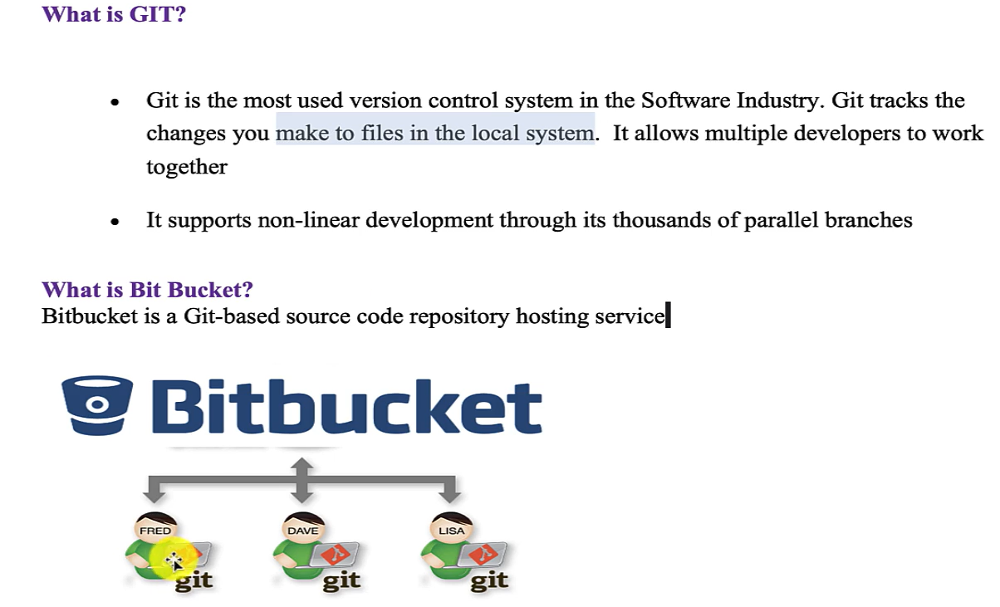 What is GIT?
• Git is the most used version control system in the Software Industry. Git tracks the
changes you make to files in the local system.  It allows multiple developers to work
together
• It supports non-linear development through its thousands of parallel branches
What is Bit Bucket?
Bitbucket is a Git-based source code repository hosting service
Bitbucket
FRED
DAVE
LISA
git
git
git